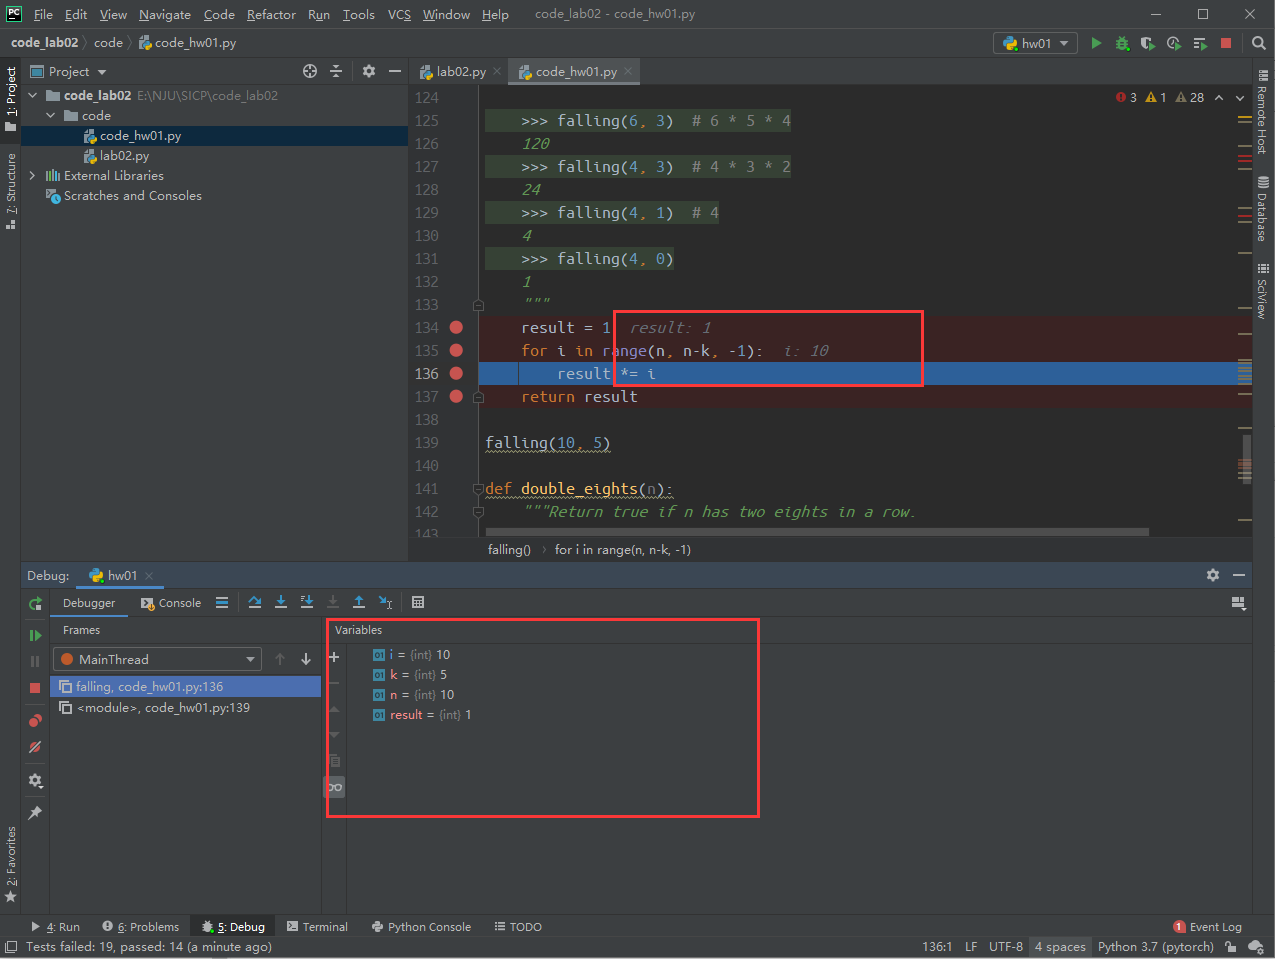 PC File Edit View Navigate Code Refactor Run Tools VCS Window Help code_lab02 - code_hw01.py
code_lab02 code code_hw01.py hw01
1: Project
7: Structure
2: Favorites
Project
code_lab02 E:\NJU\SICP\code_lab02
code
code_hw01.py
lab02.py
External Libraries
Scratches and Consoles
lab02.py code_hw01.py
3 1 28
124
125 >>> falling(6, 3) # 6 * 5 * 4
126 120
127 >>> falling(4, 3) # 4 * 3 * 2
128 24
129 >>> falling(4, 1) # 4
130 4
131 >>> falling(4, 0)
132 1
133 """
134 result = 1 result: 1
135 for i in range(n, n-k, -1): i: 10
136 result *= i
137 return result
138
139 falling(10, 5)
140
141 def double_eights(n):
142 """Return true if n has two eights in a row.
143
falling() for i in range(n, n-k, -1)
Remote Host
Database
SciView
Debug: hw01
Debugger Console
Frames
MainThread
falling, code_hw01.py:136
<module>, code_hw01.py:139
Variables
01 i = {int} 10
01 k = {int} 5
01 n = {int} 10
01 result = {int} 1
4: Run 6: Problems 5: Debug Terminal Python Console TODO 1 Event Log
Tests failed: 19, passed: 14 (a minute ago) 136:1 LF UTF-8 4 spaces Python 3.7 (pytorch)